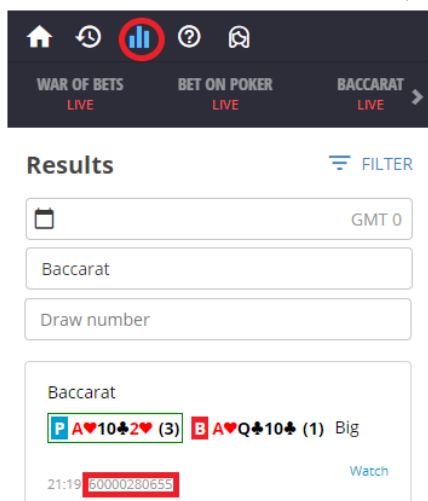 WAR OF BETS BET ON POKER BACCARAT
LIVE LIVE LIVE
Results FILTER
GMT 0
Baccarat
Draw number
Baccarat
P A♥10♣2♥ (3) B A♥Q♣10♣ (1) Big
Watch
21:19 60000280655